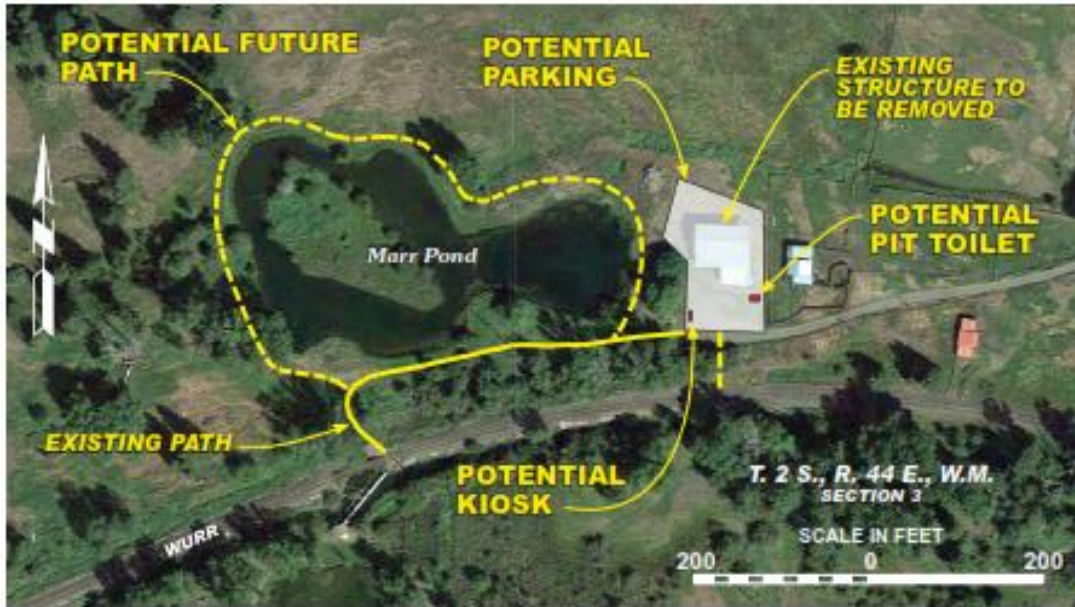 POTENTIAL FUTURE
PATH
POTENTIAL
PARKING
EXISTING
STRUCTURE TO
BE REMOVED
POTENTIAL
PIT TOILET
Marr Pond
EXISTING PATH
POTENTIAL
KIOSK
T. 2 S., R. 44 E., W.M.
SECTION 3
WURR
SCALE IN FEET
200 0 200